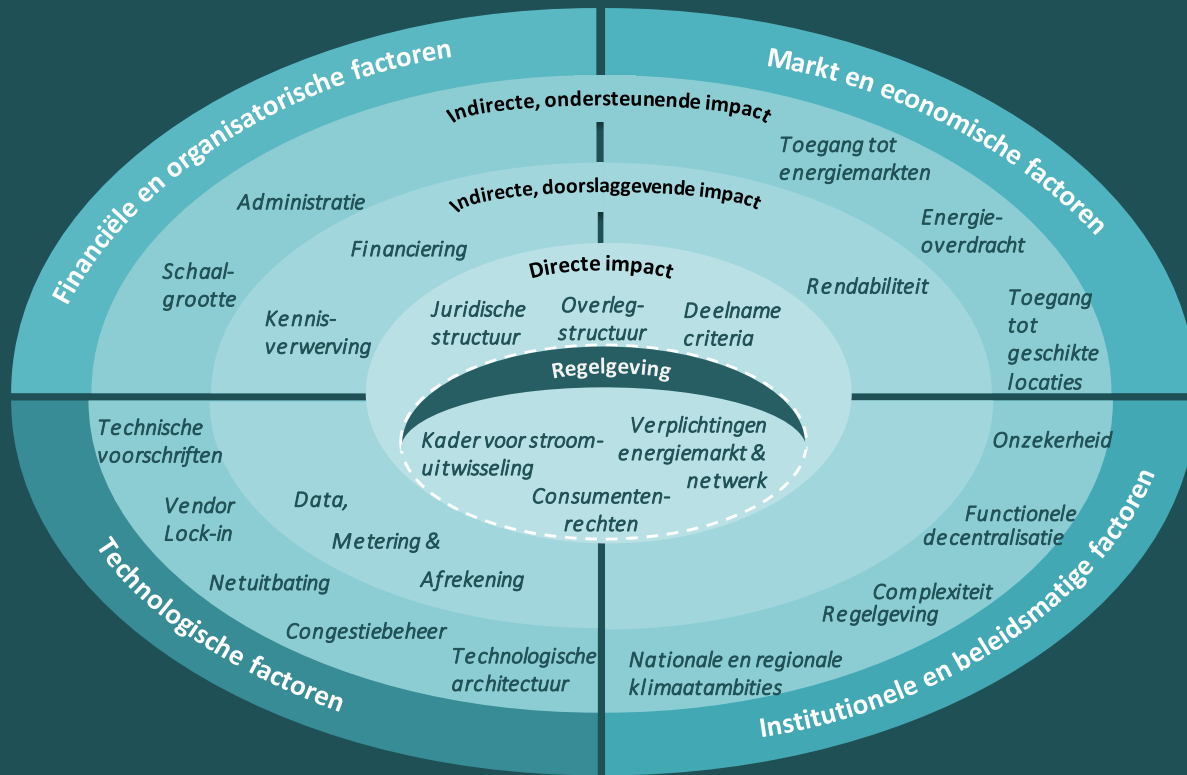 Financiële en organisatorische factoren
Markt en economische factoren
Indirecte, ondersteunende impact
Toegang tot
energiemarkten
Indirecte, doorslaggevende impact
Administratie
Energie-
overdracht
Financiering
Directe impact
Schaal-
grootte
Rendabiliteit
Toegang
tot
geschikte
locaties
Kennis-
verwerving
Juridische
structuur
Overleg-
structuur
Deelname
criteria
Regelgeving
Technische
voorschriften
Kader voor stroom-
uitwisseling
Verplichtingen
energiemarkt &
netwerk
Onzekerheid
Consumenten-
rechten
Vendor
Lock-in
Data,
Metering &
Afrekening
Functionele
decentralisatie
Netuitbating
Complexiteit
Regelgeving
Congestiebeheer
Technologische
architectuur
Nationale en regionale
klimaatambities
Technologische factoren
Institutionele en beleidsmatige factoren